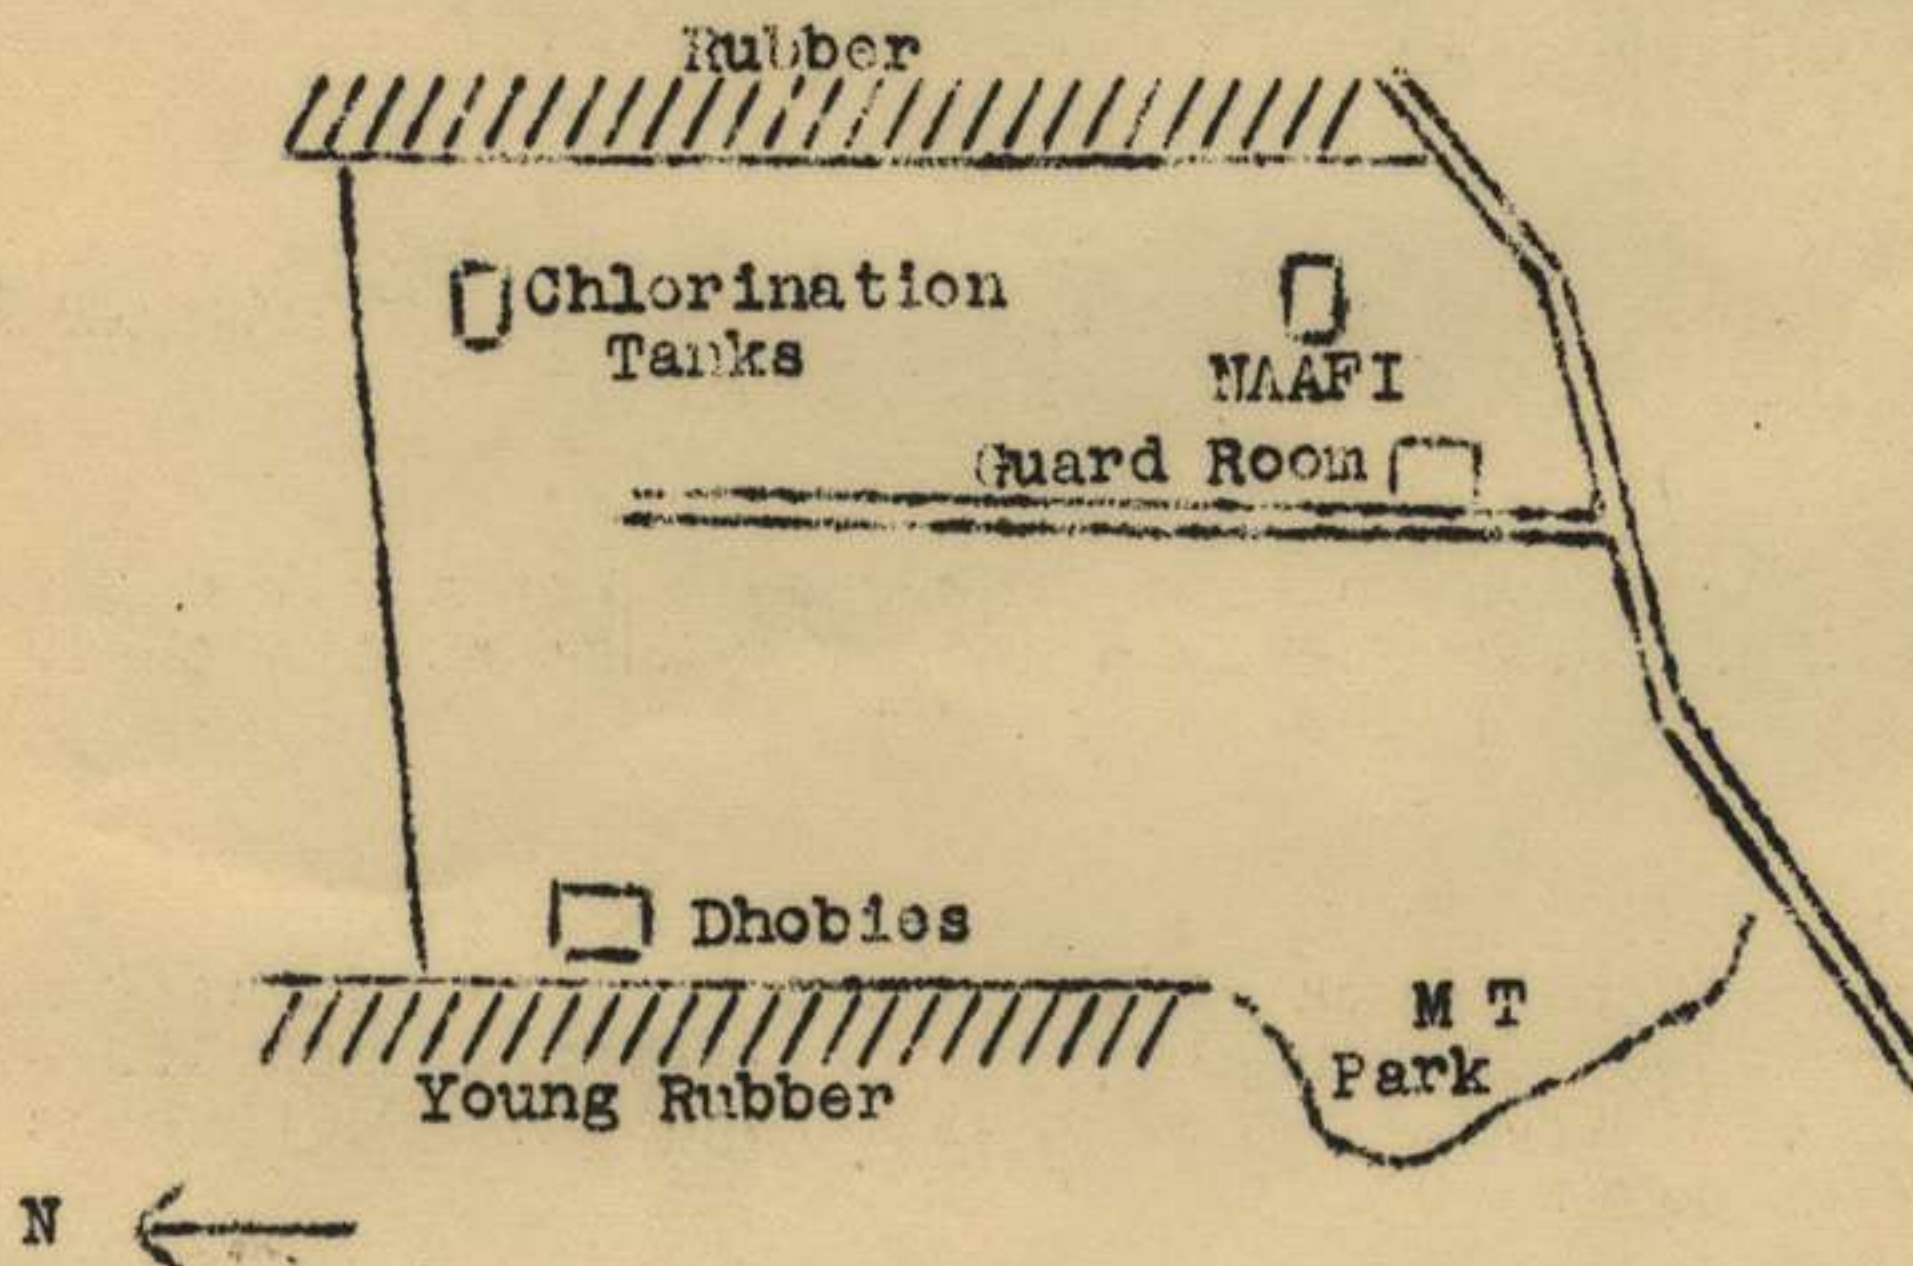 Rubber
Chlorination
Tanks
NAAFI
Guard Room
Dhobies
M T
Park
Young Rubber
N